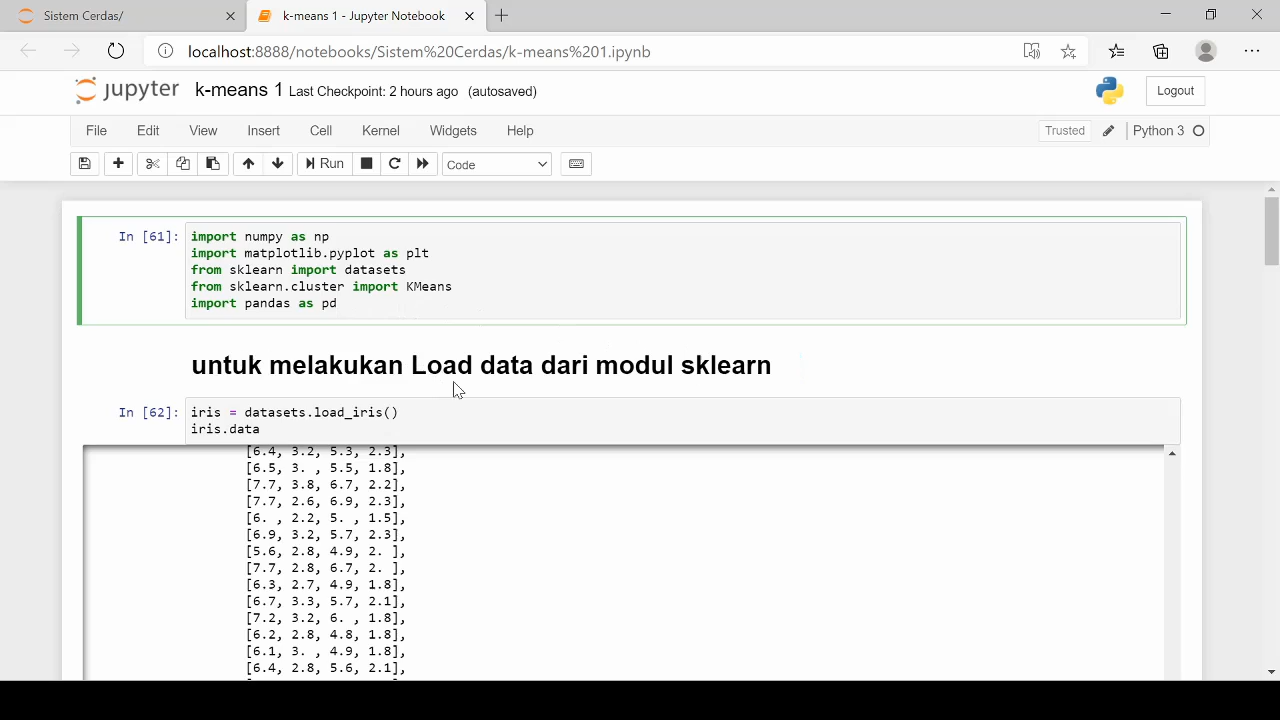 Sistem Cerdas/
k-means 1 - Jupyter Notebook
localhost:8888/notebooks/Sistem%20Cerdas/k-means%201.ipynb
jupyter k-means 1 Last Checkpoint: 2 hours ago (autosaved)
Logout
File Edit View Insert Cell Kernel Widgets Help
Trusted
Python 3
Run
Code
In [61]:
import numpy as np
import matplotlib.pyplot as plt
from sklearn import datasets
from sklearn.cluster import KMeans
import pandas as pd
untuk melakukan Load data dari modul sklearn
In [62]:
iris = datasets.load_iris()
iris.data
[6.4, 3.2, 5.3, 2.3],
[6.5, 3. , 5.5, 1.8],
[7.7, 3.8, 6.7, 2.2],
[7.7, 2.6, 6.9, 2.3],
[6. , 2.2, 5. , 1.5],
[6.9, 3.2, 5.7, 2.3],
[5.6, 2.8, 4.9, 2. ],
[7.7, 2.8, 6.7, 2. ],
[6.3, 2.7, 4.9, 1.8],
[6.7, 3.3, 5.7, 2.1],
[7.2, 3.2, 6. , 1.8],
[6.2, 2.8, 4.8, 1.8],
[6.1, 3. , 4.9, 1.8],
[6.4, 2.8, 5.6, 2.1],